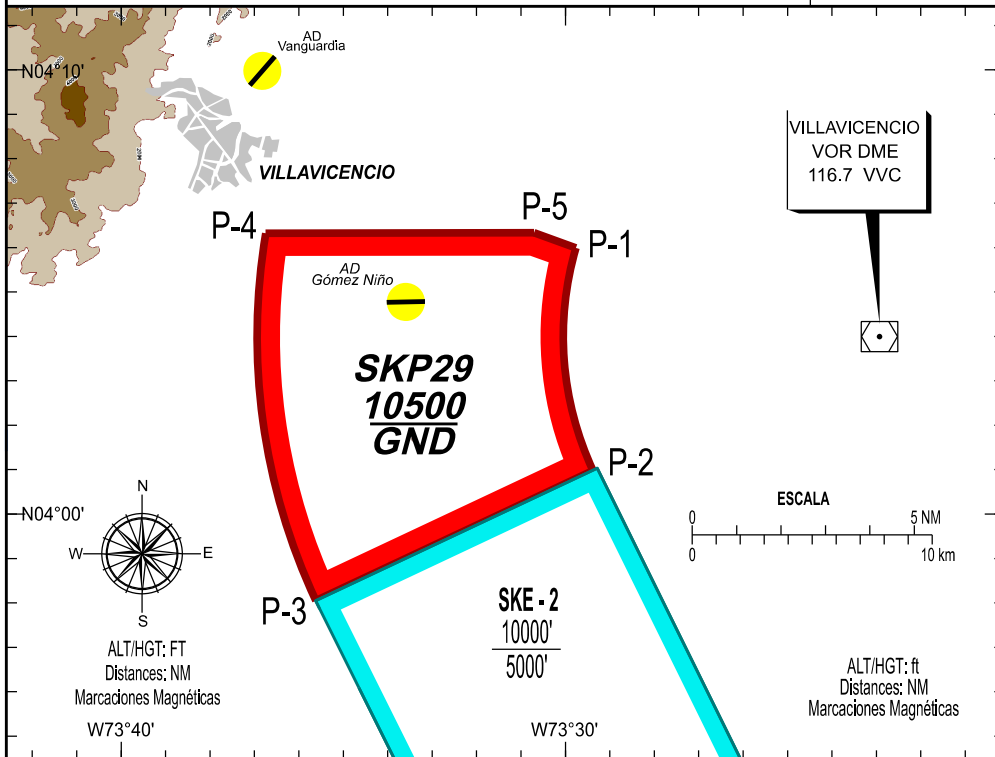 AD
Vanguardia
N04°10'
VILLAVICENCIO
VILLAVICENCIO
VOR DME
116.7 VVC
P-4
P-5
P-1
AD
Gómez Niño
SKP29
10500
GND
P-2
N04°00'
N
W
E
S
ESCALA
0
5 NM
0
10 km
P-3
SKE - 2
10000'
5000'
ALT/HGT: FT
Distances: NM
Marcaciones Magnéticas
ALT/HGT: ft
Distances: NM
Marcaciones Magnéticas
W73°40'
W73°30'